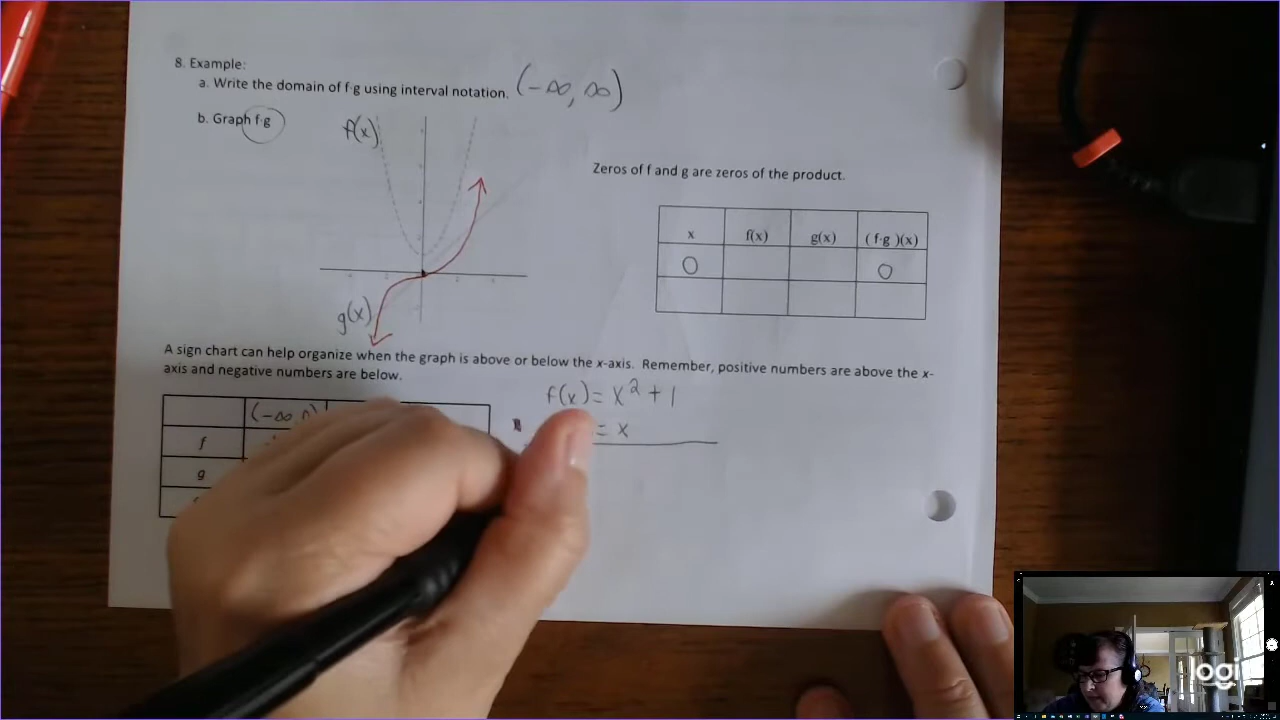 8. Example:
a. Write the domain of f·g using interval notation. (-∞, ∞)
b. Graph f·g
f(x)
Zeros of f and g are zeros of the product.
x f(x) g(x) (f·g)(x)
0 0
g(x)
A sign chart can help organize when the graph is above or below the x-axis. Remember, positive numbers are above the x-
axis and negative numbers are below.
f(x) = x² + 1
(-∞
= x
f
g
logi